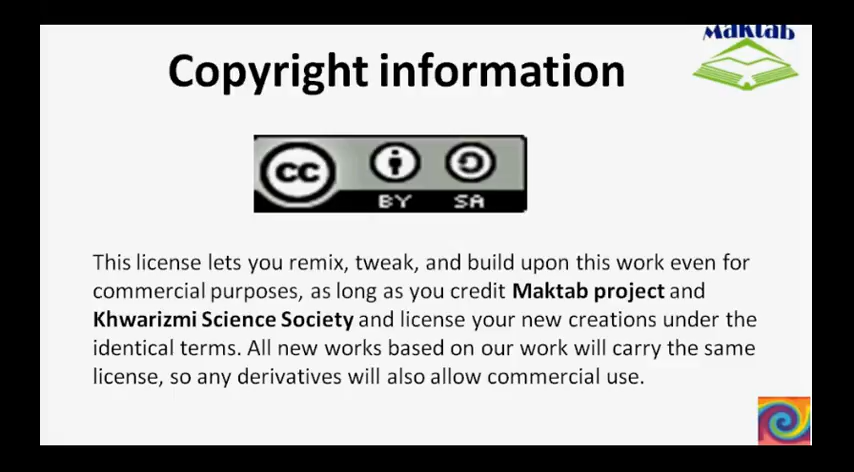 Maktab
Copyright information
CC
BY SA
This license lets you remix, tweak, and build upon this work even for
commercial purposes, as long as you credit Maktab project and
Khwarizmi Science Society and license your new creations under the
identical terms. All new works based on our work will carry the same
license, so any derivatives will also allow commercial use.